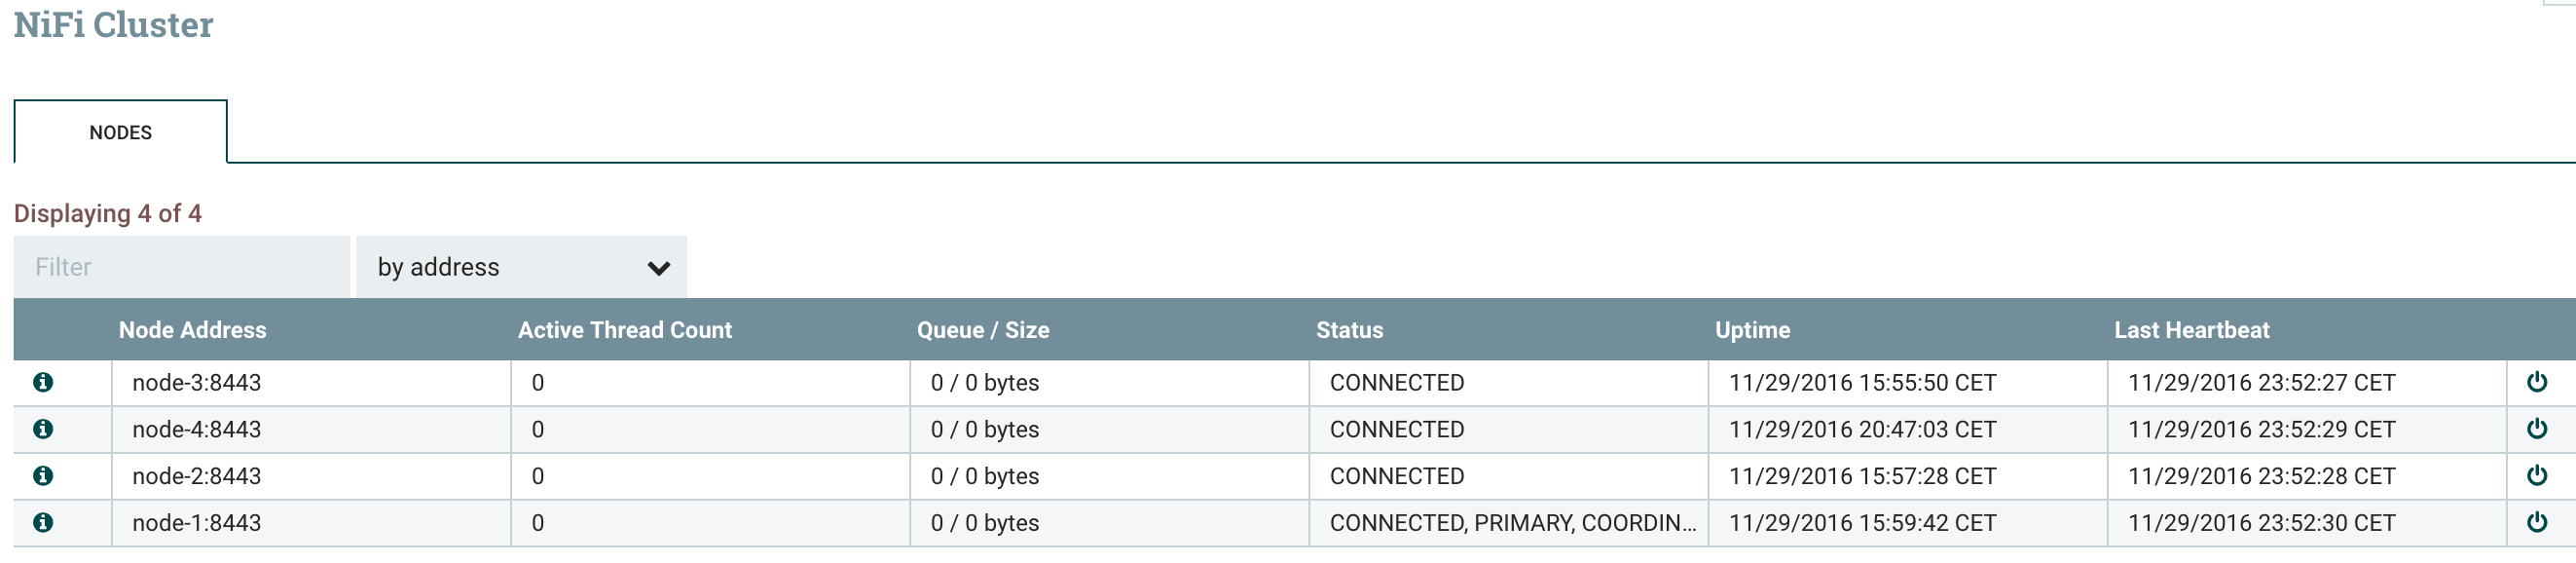 NiFi Cluster
NODES
Displaying 4 of 4
Filter by address
Node Address Active Thread Count Queue / Size Status Uptime Last Heartbeat
node-3:8443 0 0 / 0 bytes CONNECTED 11/29/2016 15:55:50 CET 11/29/2016 23:52:27 CET
node-4:8443 0 0 / 0 bytes CONNECTED 11/29/2016 20:47:03 CET 11/29/2016 23:52:29 CET
node-2:8443 0 0 / 0 bytes CONNECTED 11/29/2016 15:57:28 CET 11/29/2016 23:52:28 CET
node-1:8443 0 0 / 0 bytes CONNECTED, PRIMARY, COORDIN... 11/29/2016 15:59:42 CET 11/29/2016 23:52:30 CET